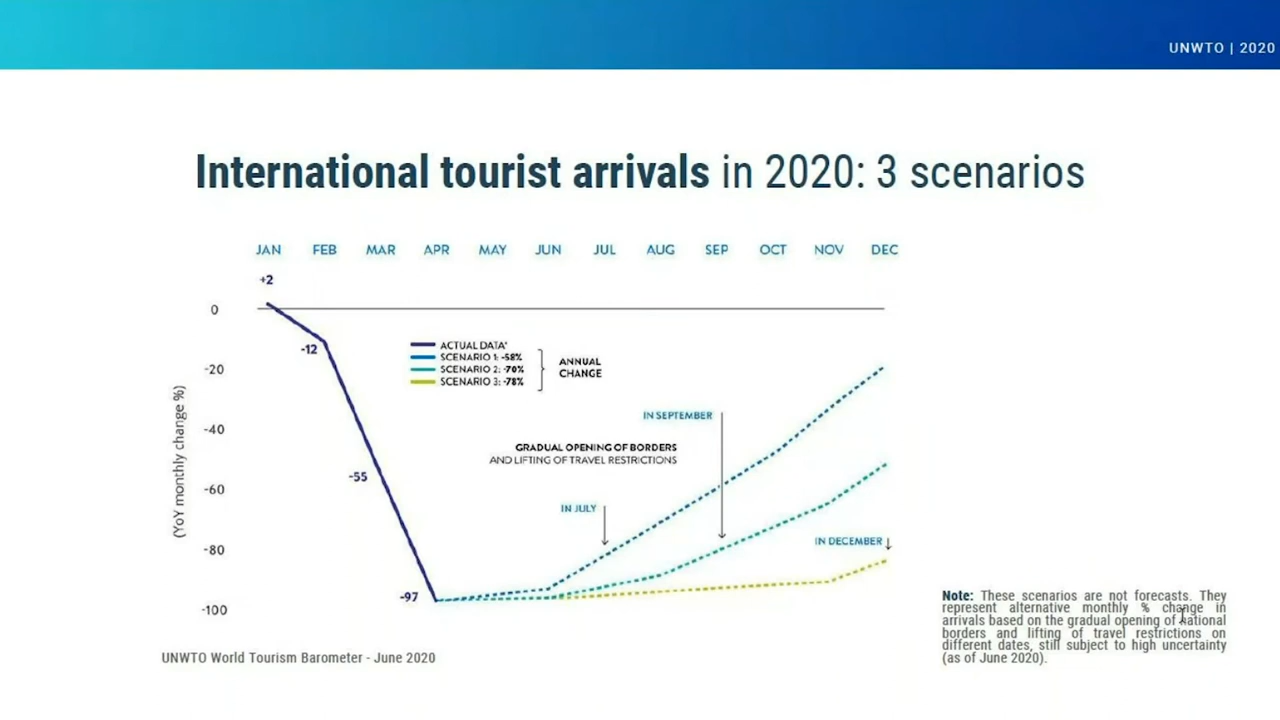 UNWTO | 2020
International tourist arrivals in 2020: 3 scenarios
JAN FEB MAR APR MAY JUN JUL AUG SEP OCT NOV DEC
+2
0
-12
ACTUAL DATA*
SCENARIO 1: -58%
SCENARIO 2: -70%
SCENARIO 3: -78%
ANNUAL
CHANGE
-20
IN SEPTEMBER
-40
GRADUAL OPENING OF BORDERS
AND LIFTING OF TRAVEL RESTRICTIONS
(YoY monthly change %)
-55
-60
IN JULY
IN DECEMBER
-80
-97
-100
Note: These scenarios are not forecasts. They
represent alternative monthly % change in
arrivals based on the gradual opening of national
borders and lifting of travel restrictions on
different dates, still subject to high uncertainty
(as of June 2020).
UNWTO World Tourism Barometer - June 2020